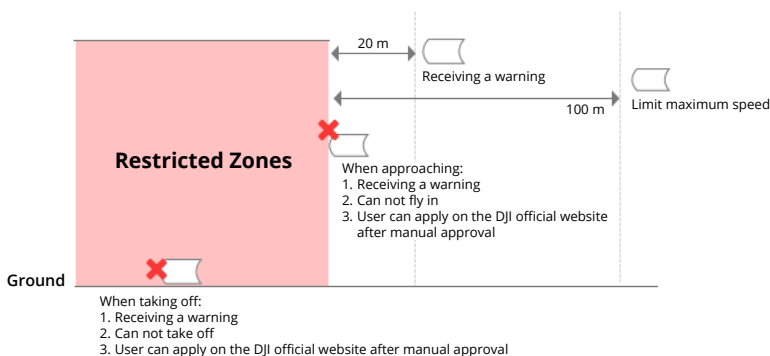 20 m
Receiving a warning
100 m
Limit maximum speed
Restricted Zones
When approaching:
1. Receiving a warning
2. Can not fly in
3. User can apply on the DJI official website
after manual approval
Ground
When taking off:
1. Receiving a warning
2. Can not take off
3. User can apply on the DJI official website after manual approval